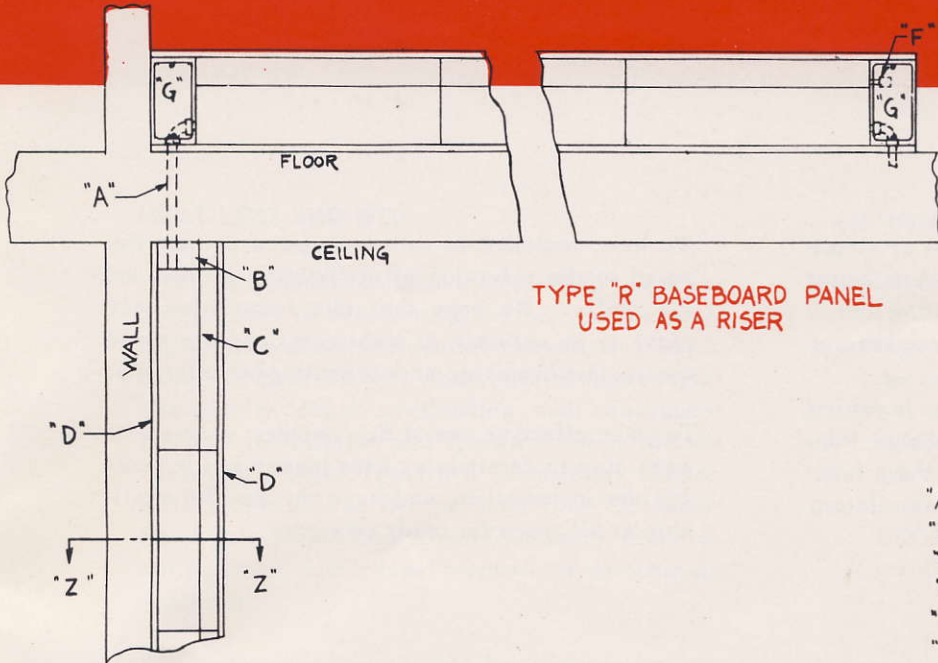 "F"
"G"
"G"
FLOOR
"A"
CEILING
"B"
TYPE "R" BASEBOARD PANEL
USED AS A RISER
"C"
WALL
"D"
"D"
"Z"
"Z"